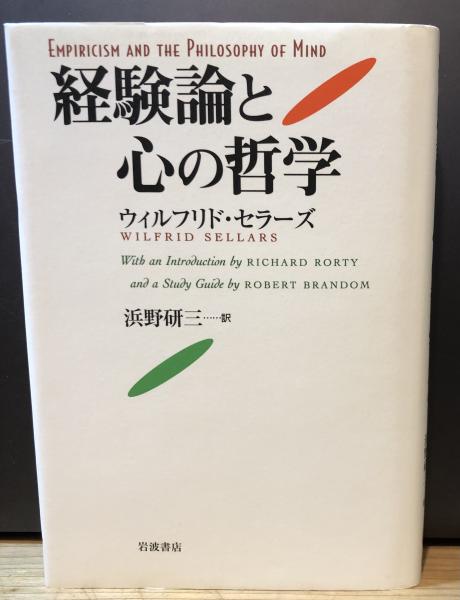 EMPIRICISM AND THE PHILOSOPHY OF MIND
経験論と
心の哲学
ウィルフリド・セラーズ
WILFRID SELLARS
With an Introduction by RICHARD RORTY
and a Study Guide by ROBERT BRANDOM
浜野研三……訳
岩波書店